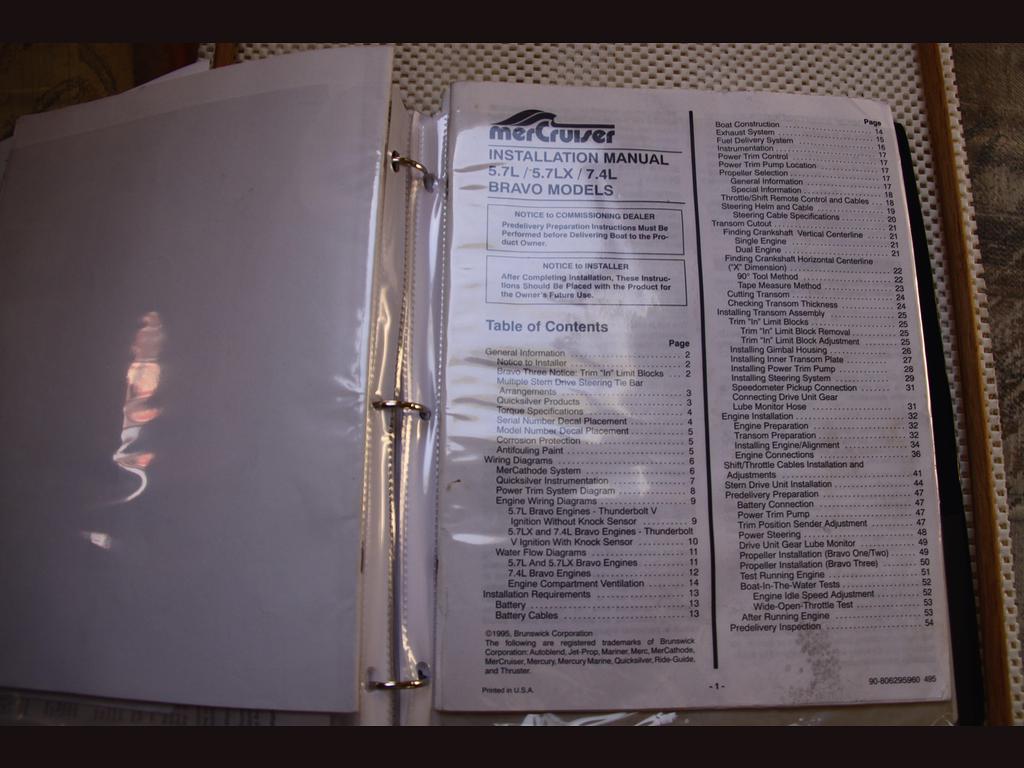 merCruiser
INSTALLATION MANUAL
5.7L / 5.7LX / 7.4L
BRAVO MODELS
NOTICE to COMMISSIONING DEALER
Predelivery Preparation Instructions Must Be
Performed before Delivering Boat to the Pro-
duct Owner.
NOTICE to INSTALLER
After Completing Installation, These Instruc-
tions Should Be Placed with the Product for
the Owner's Future Use.
Table of Contents
Page
General Information 2
Notice to Installer 2
Bravo Three Notice: Trim "In" Limit Blocks 2
Multiple Stern Drive Steering Tie Bar
Arrangements 3
Quicksilver Products 3
Torque Specifications 4
Serial Number Decal Placement 4
Model Number Decal Placement 5
Corrosion Protection 5
Antifouling Paint 5
Wiring Diagrams 6
MerCathode System 6
Quicksilver Instrumentation 7
Power Trim System Diagram 8
Engine Wiring Diagrams 9
5.7L Bravo Engines - Thunderbolt V
Ignition Without Knock Sensor 9
5.7LX and 7.4L Bravo Engines - Thunderbolt
V Ignition With Knock Sensor 10
Water Flow Diagrams 11
5.7L And 5.7LX Bravo Engines 11
7.4L Bravo Engines 12
Engine Compartment Ventilation 14
Installation Requirements 13
Battery 13
Battery Cables 13
©1995, Brunswick Corporation
The following are registered trademarks of Brunswick
Corporation: Autoblend, Jet-Prop, Mariner, Merc, MerCathode,
MerCruiser, Mercury, Mercury Marine, Quicksilver, Ride-Guide,
and Thruster.
Printed in U.S.A.
- 1 -
Page
Boat Construction 14
Exhaust System 15
Fuel Delivery System 16
Instrumentation 17
Power Trim Control 17
Power Trim Pump Location 17
Propeller Selection 17
General Information 17
Special Information 18
Throttle/Shift Remote Control and Cables 18
Steering Helm and Cable 19
Steering Cable Specifications 20
Transom Cutout 21
Finding Crankshaft Vertical Centerline 21
Single Engine 21
Dual Engine 21
Finding Crankshaft Horizontal Centerline
("X" Dimension) 22
90° Tool Method 22
Tape Measure Method 23
Cutting Transom 24
Checking Transom Thickness 24
Installing Transom Assembly 25
Trim "In" Limit Blocks 25
Trim "In" Limit Block Removal 25
Trim "In" Limit Block Adjustment 25
Installing Gimbal Housing 26
Installing Inner Transom Plate 27
Installing Power Trim Pump 28
Installing Steering System 29
Speedometer Pickup Connection 31
Connecting Drive Unit Gear
Lube Monitor Hose 31
Engine Installation 32
Engine Preparation 32
Transom Preparation 32
Installing Engine/Alignment 34
Engine Connections 36
Shift/Throttle Cables Installation and
Adjustments 41
Stern Drive Unit Installation 44
Predelivery Preparation 47
Battery Connection 47
Power Trim Pump 47
Trim Position Sender Adjustment 47
Power Steering 48
Drive Unit Gear Lube Monitor 49
Propeller Installation (Bravo One/Two) 49
Propeller Installation (Bravo Three) 50
Test Running Engine 51
Boat-In-The-Water Tests 52
Engine Idle Speed Adjustment 52
Wide-Open-Throttle Test 53
After Running Engine 53
Predelivery Inspection 54
90-806295960 495